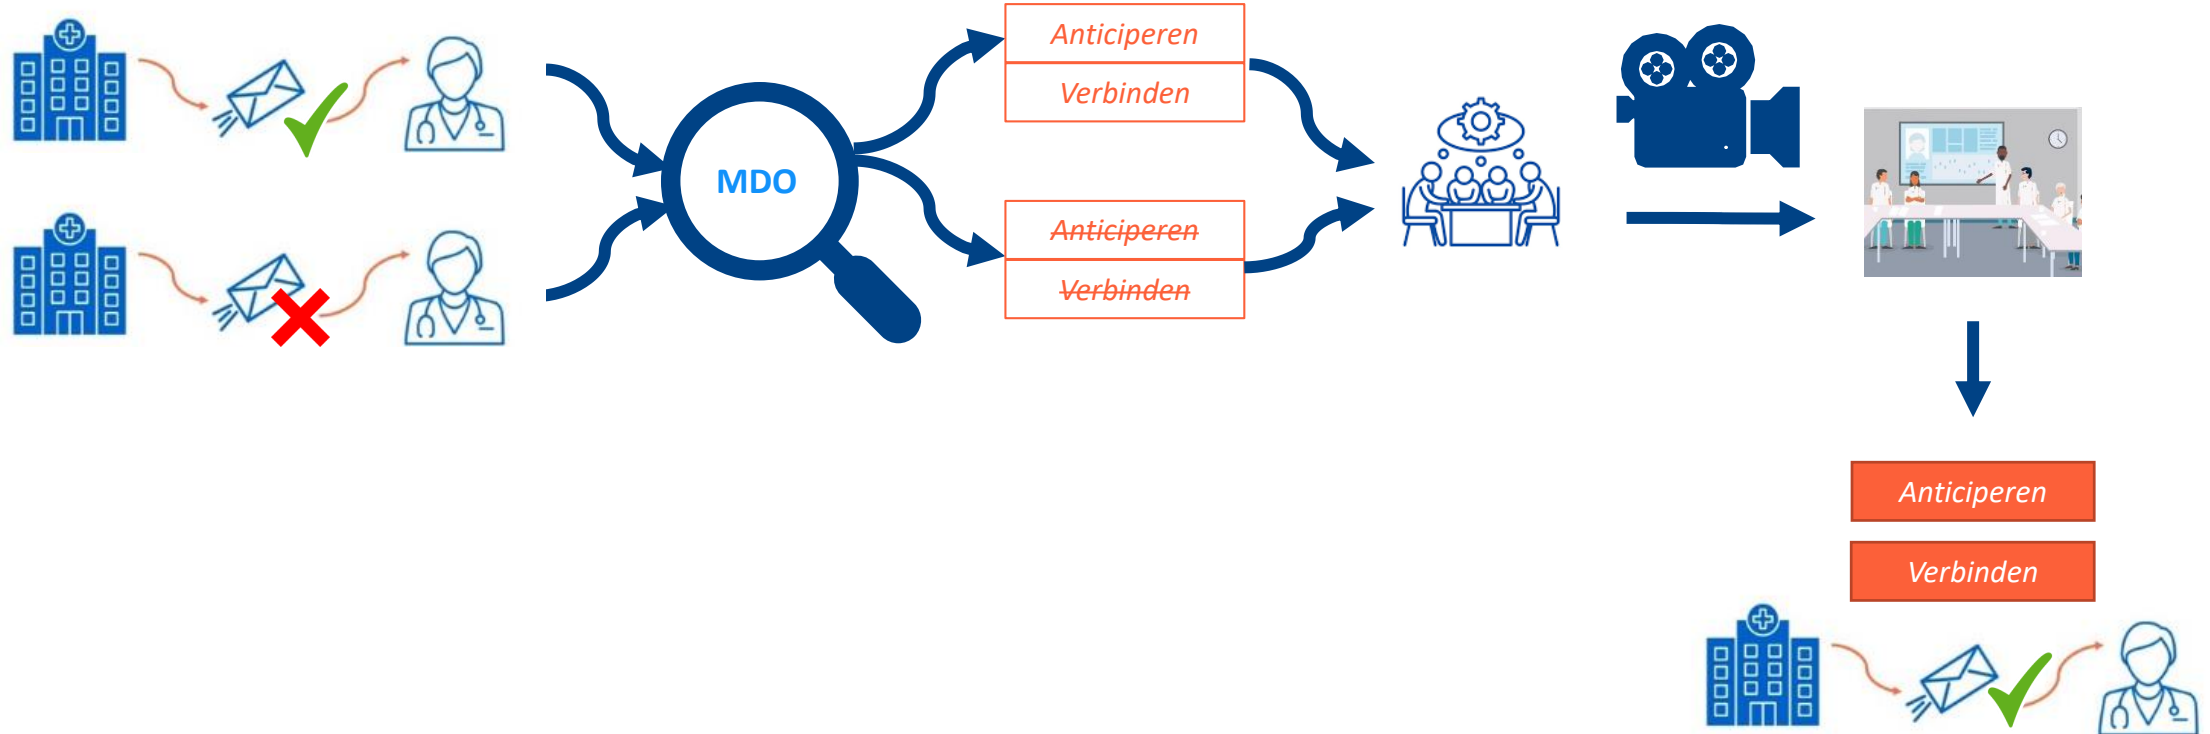 Anticiperen
Verbinden
MDO
Anticiperen
Verbinden
Anticiperen
Verbinden